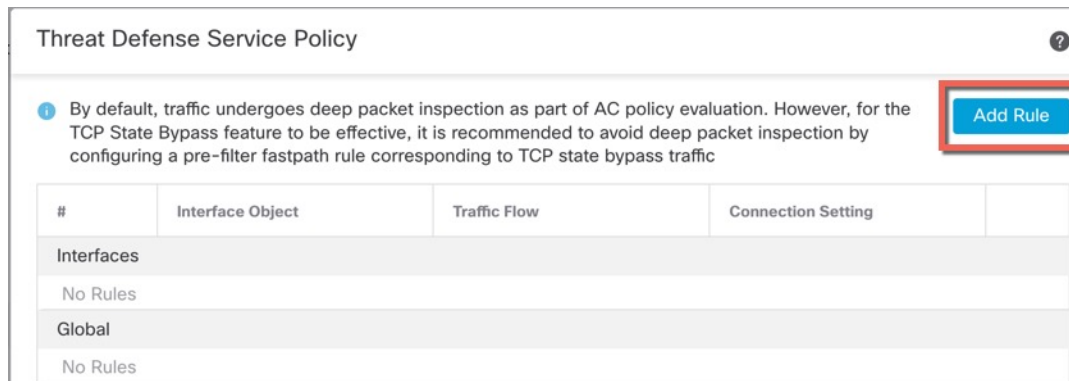 Threat Defense Service Policy
?
i
By default, traffic undergoes deep packet inspection as part of AC policy evaluation. However, for the
TCP State Bypass feature to be effective, it is recommended to avoid deep packet inspection by
configuring a pre-filter fastpath rule corresponding to TCP state bypass traffic
Add Rule
# Interface Object Traffic Flow Connection Setting
Interfaces
No Rules
Global
No Rules